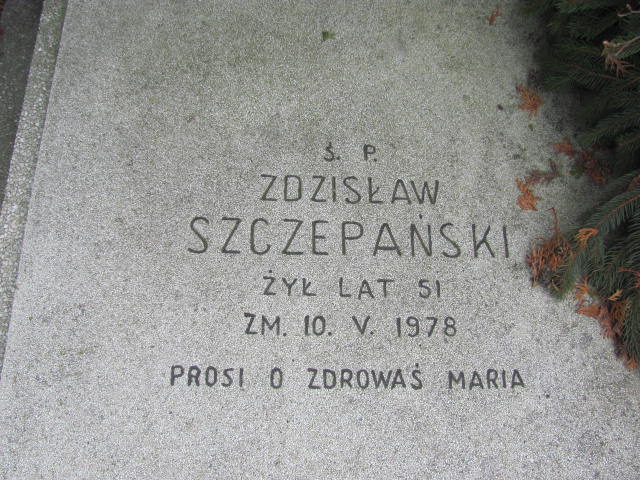 Ś. P.
ZDZISŁAW
SZCZEPAŃSKI
ŻYŁ LAT 51
ZM. 10. V. 1978
PROSI O ZDROWAŚ MARIA